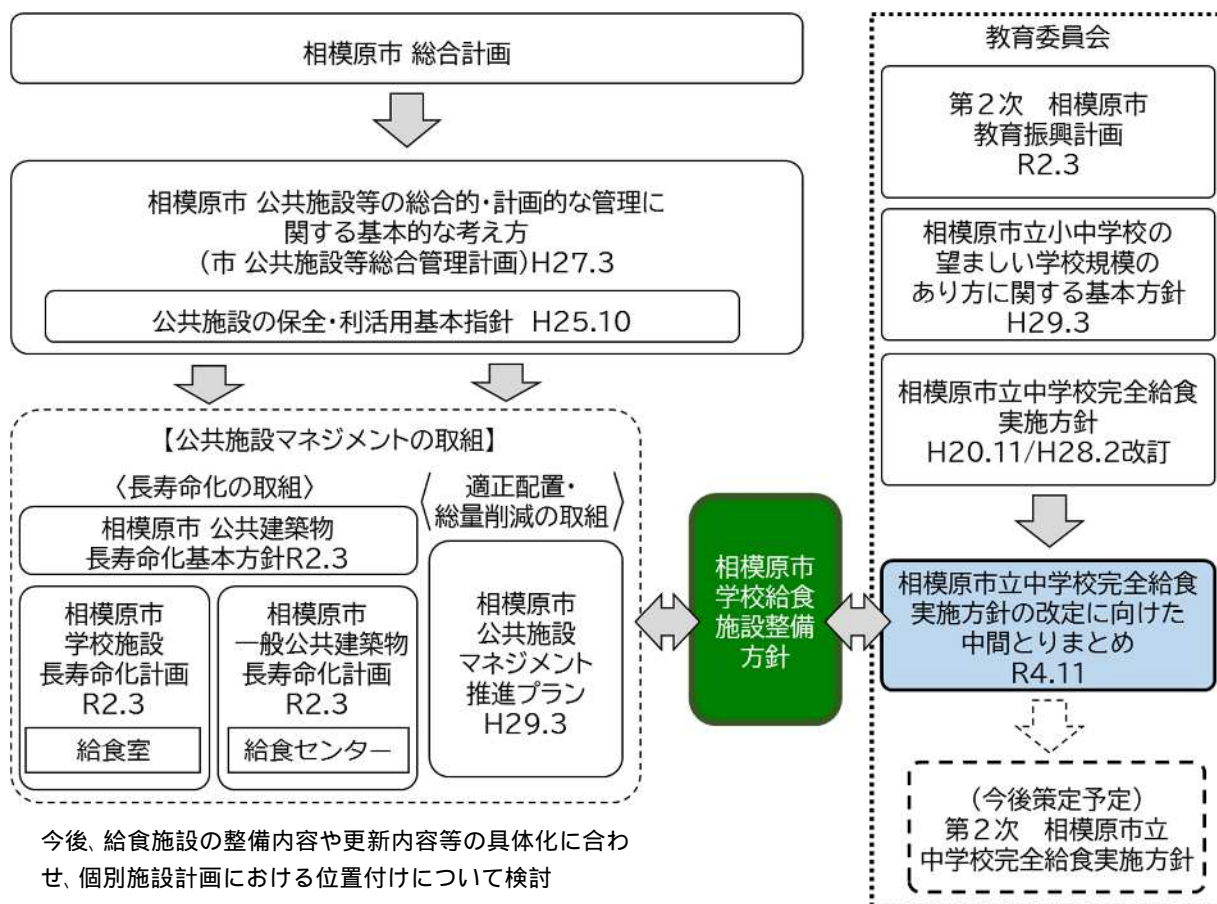 相模原市 総合計画
相模原市 公共施設等の総合的・計画的な管理に
関する基本的な考え方
(市 公共施設等総合管理計画)H27.3
公共施設の保全・利活用基本指針 H25.10
【公共施設マネジメントの取組】
〈長寿命化の取組〉
相模原市 公共建築物
長寿命化基本方針R2.3
相模原市
学校施設
長寿命化計画
R2.3
給食室
相模原市
一般公共建築物
長寿命化計画
R2.3
給食センター
〈適正配置・
総量削減の取組〉
相模原市
公共施設
マネジメント
推進プラン
H29.3
今後、給食施設の整備内容や更新内容等の具体化に合わ
せ、個別施設計画における位置付けについて検討
相模原市
学校給食
施設整備
方針
教育委員会
第2次 相模原市
教育振興計画
R2.3
相模原市立小中学校の
望ましい学校規模の
あり方に関する基本方針
H29.3
相模原市立中学校完全給食
実施方針
H20.11/H28.2改訂
相模原市立中学校完全給食
実施方針の改定に向けた
中間とりまとめ
R4.11
(今後策定予定)
第2次 相模原市立
中学校完全給食実施方針